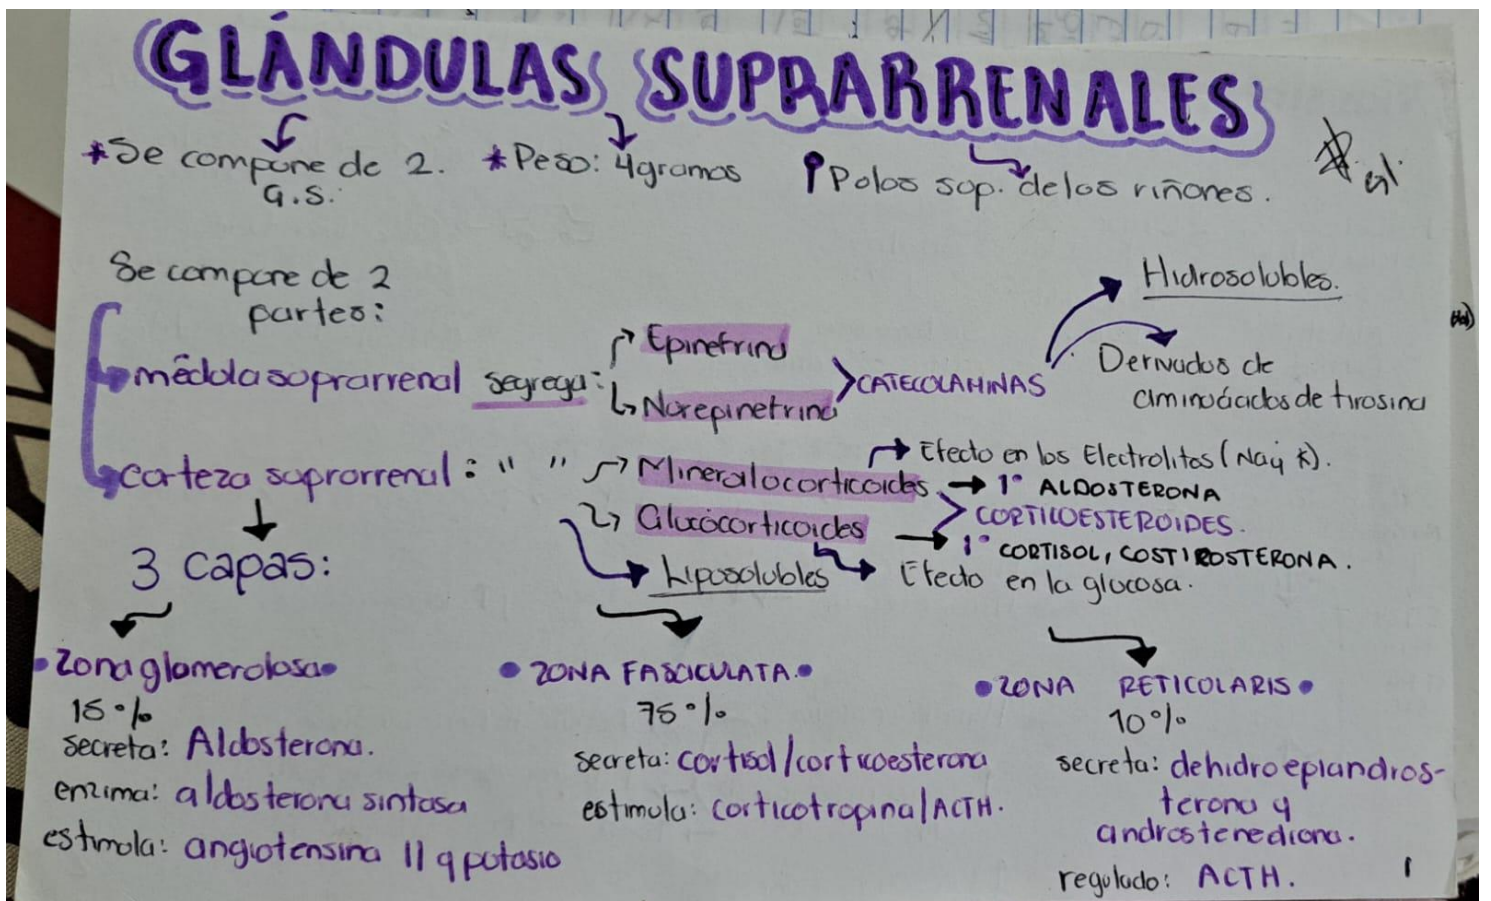 GLÁNDULAS SUPRARRENALES
*Se compone de 2. G.S.
*Peso: 4gramos
Polos sup. de los riñones.
Se compone de 2
partes:
médula suprarrenal segrega:
Epinefrina
Norepinefrina
CATECOLAMINAS
Hidrosolubles.
Derivados de
aminoácidos de tirosina
corteza suprarrenal: " "
Mineralocorticoides
Efecto en los Electrolitos (Na y K).
1° ALDOSTERONA
Glucocorticoides
CORTICOESTEROIDES.
1° CORTISOL, COSTIROSTERONA.
Liposolubles
Efecto en la glucosa.
3 capas:
•Zona glomerolosa•
15%
secreta: Aldosterona.
enzima: aldosterona sintasa
estimula: angiotensina II y potasio
•ZONA FASCICULATA.•
75%
secreta: cortisol/corticoesterona
estimula: corticotropina/ACTH.
•ZONA RETICOLARIS•
10%
secreta: dehidroepiandros-
terona y
androstenediona.
regulado: ACTH.
1